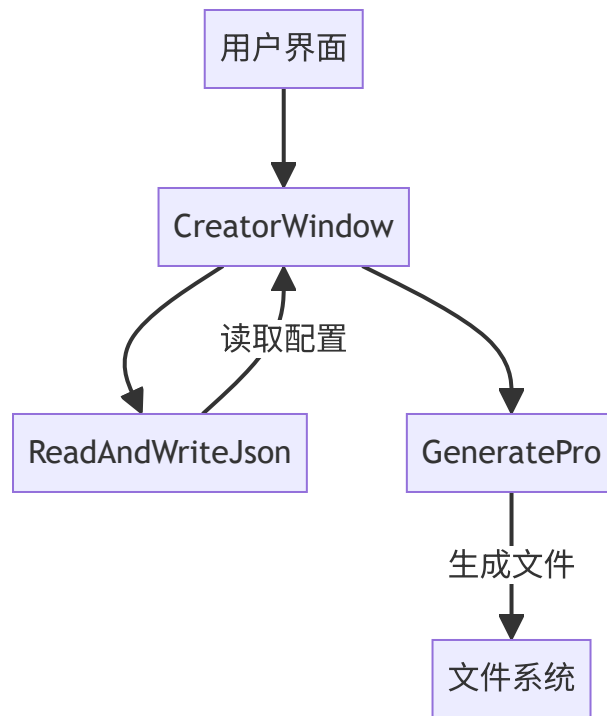 用户界面
CreatorWindow
读取配置
ReadAndWriteJson
GeneratePro
生成文件
文件系统